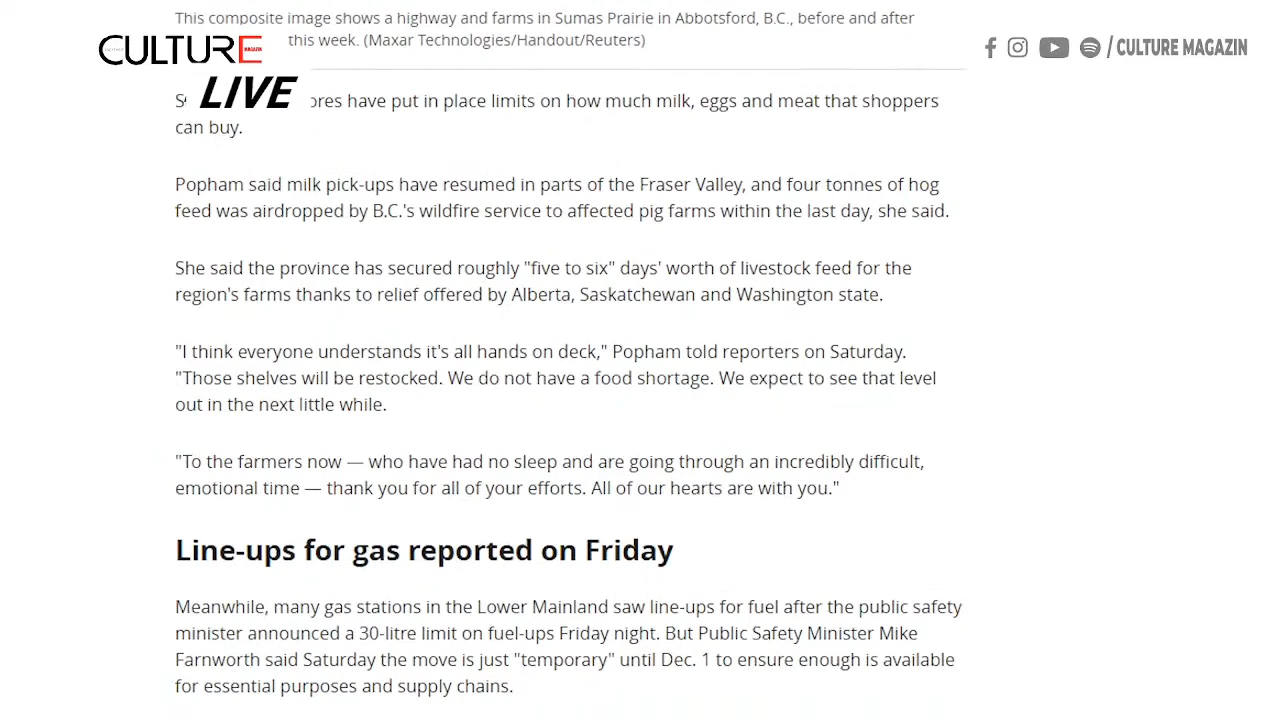 This composite image shows a highway and farms in Sumas Prairie in Abbotsford, B.C., before and after
this week. (Maxar Technologies/Handout/Reuters)
CULTURE
MAGAZIN
LIVE
/ CULTURE MAGAZIN
have put in place limits on how much milk, eggs and meat that shoppers
can buy.
Popham said milk pick-ups have resumed in parts of the Fraser Valley, and four tonnes of hog
feed was airdropped by B.C.'s wildfire service to affected pig farms within the last day, she said.
She said the province has secured roughly "five to six" days' worth of livestock feed for the
region's farms thanks to relief offered by Alberta, Saskatchewan and Washington state.
"I think everyone understands it's all hands on deck," Popham told reporters on Saturday.
"Those shelves will be restocked. We do not have a food shortage. We expect to see that level
out in the next little while.
"To the farmers now — who have had no sleep and are going through an incredibly difficult,
emotional time — thank you for all of your efforts. All of our hearts are with you."
Line-ups for gas reported on Friday
Meanwhile, many gas stations in the Lower Mainland saw line-ups for fuel after the public safety
minister announced a 30-litre limit on fuel-ups Friday night. But Public Safety Minister Mike
Farnworth said Saturday the move is just "temporary" until Dec. 1 to ensure enough is available
for essential purposes and supply chains.